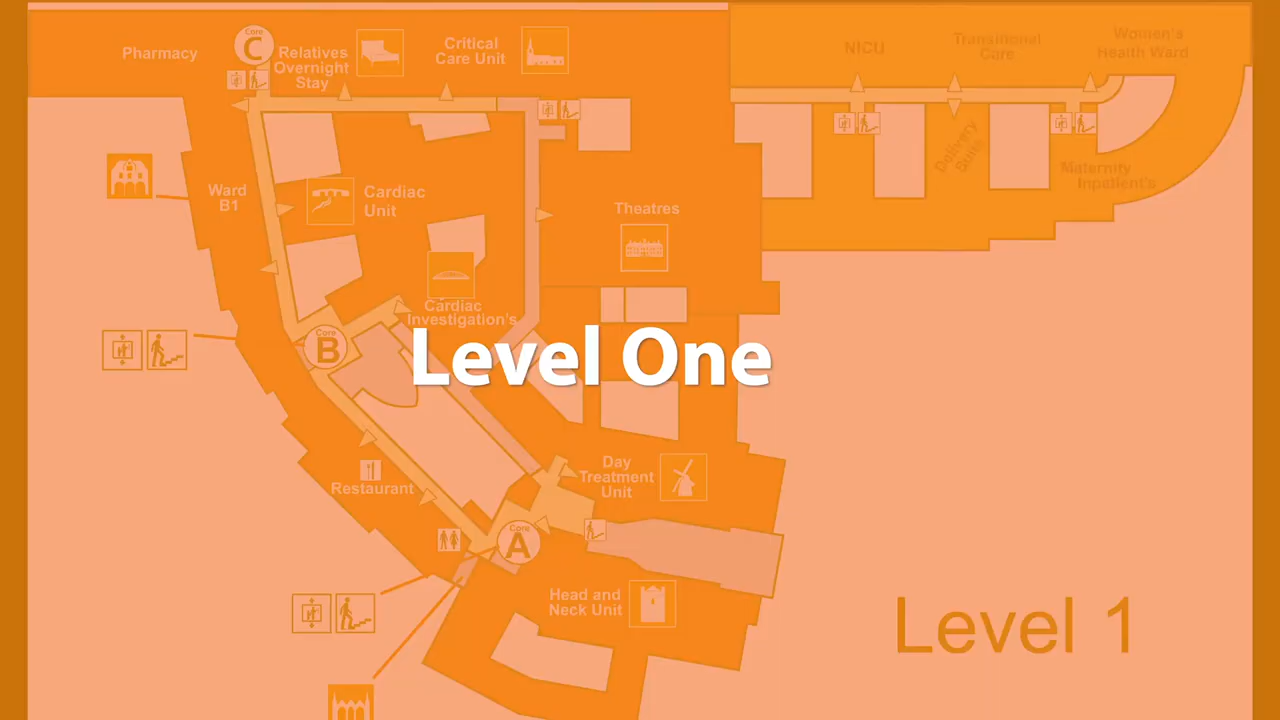 Core
C
Pharmacy
Relatives
Overnight
Stay
Critical
Care Unit
NICU
Transitional
Care
Women's
Health Ward
Delivery
Suite
Maternity
Inpatient's
Ward
B1
Cardiac
Unit
Theatres
Cardiac
Investigation's
Core
B
Level One
Day
Treatment
Unit
Restaurant
Core
A
Head and
Neck Unit
Level 1